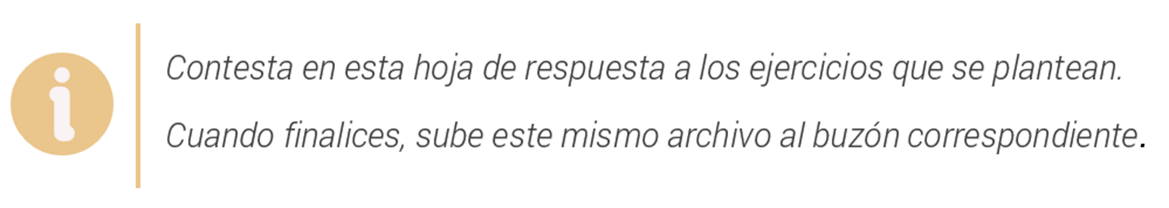 Contesta en esta hoja de respuesta a los ejercicios que se plantean.
Cuando finalices, sube este mismo archivo al buzón correspondiente.